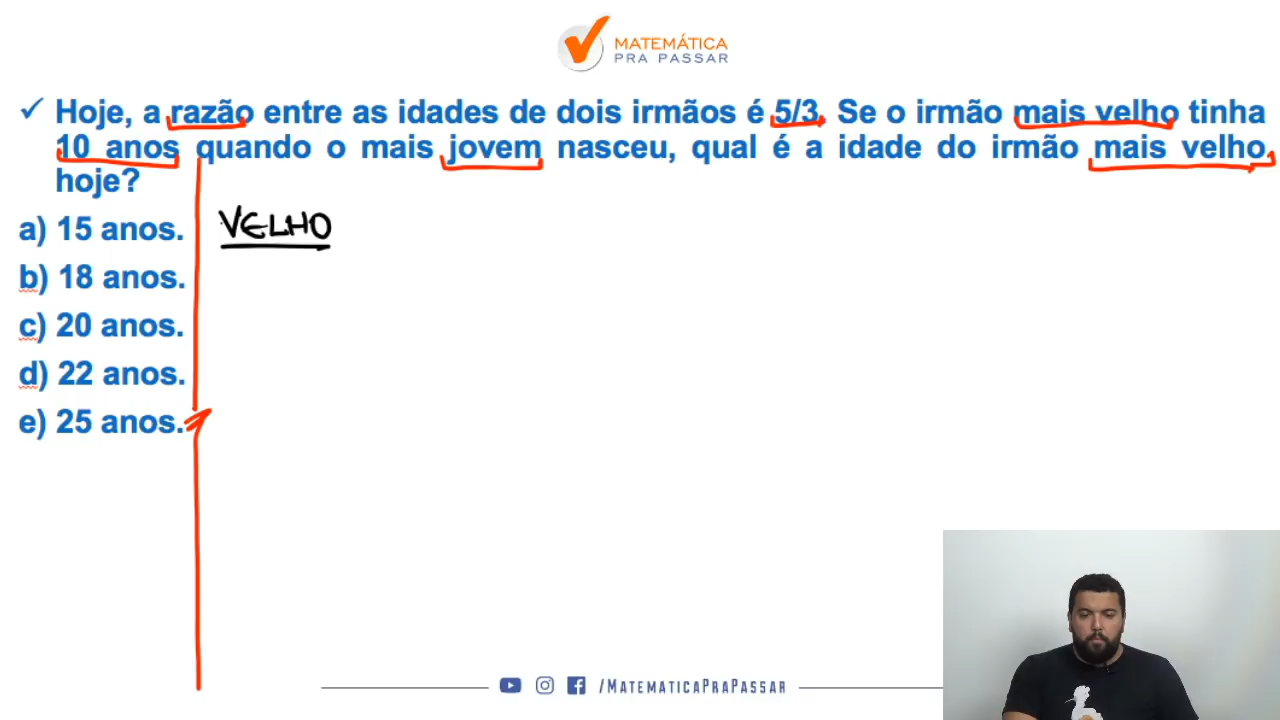 MATEMÁTICA
PRA PASSAR
Hoje, a razão entre as idades de dois irmãos é 5/3. Se o irmão mais velho tinha
10 anos quando o mais jovem nasceu, qual é a idade do irmão mais velho
hoje?
a) 15 anos.
VELHO
b) 18 anos.
c) 20 anos.
d) 22 anos.
e) 25 anos.
/MATEMATICAPRAPASSAR